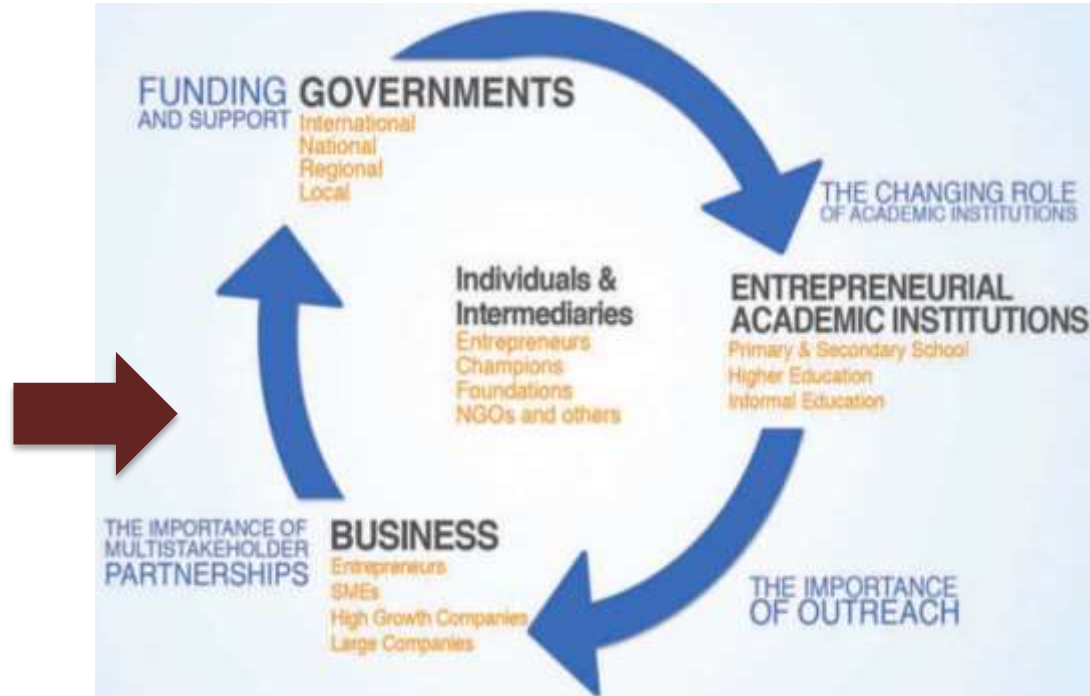 FUNDING
AND SUPPORT
GOVERNMENTS
International
National
Regional
Local
THE CHANGING ROLE
OF ACADEMIC INSTITUTIONS
Individuals &
Intermediaries
Entrepreneurs
Champions
Foundations
NGOs and others
ENTREPRENEURIAL
ACADEMIC INSTITUTIONS
Primary & Secondary School
Higher Education
Informal Education
THE IMPORTANCE OF
MULTISTAKEHOLDER
PARTNERSHIPS
BUSINESS
Entrepreneurs
SMEs
High Growth Companies
Large Companies
THE IMPORTANCE
OF OUTREACH